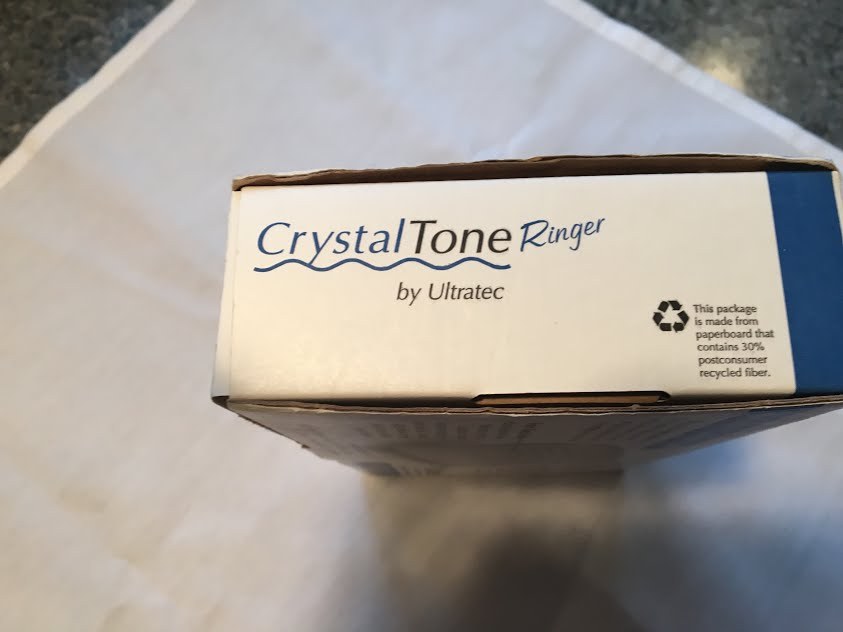 CrystalTone Ringer
by Ultratec
This package
is made from
paperboard that
contains 30%
postconsumer
recycled fiber.